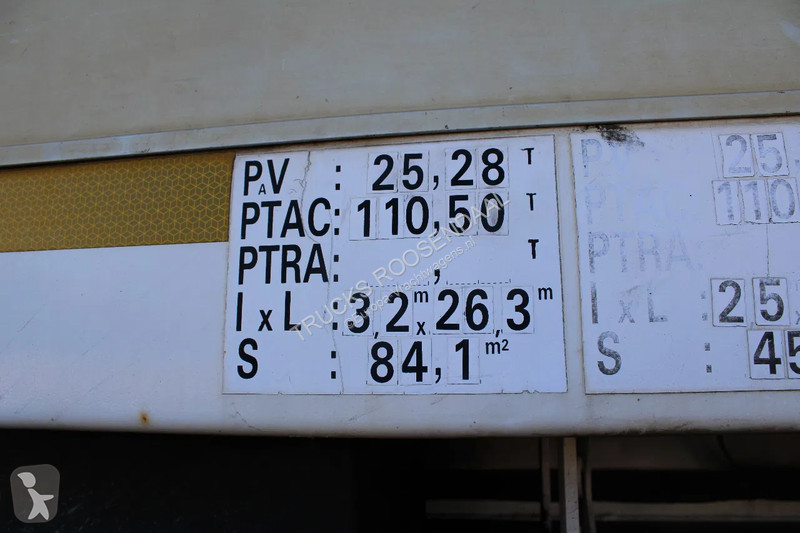 PAV : 25,28 T
PTAC: 110,50 T
PTRA: , T
I x L : 3,2 m x 26,3 m
S : 84,1 m²
25,
110
PTRA
I x L : 25
S : 45
TRUCKS ROOSENDAAL